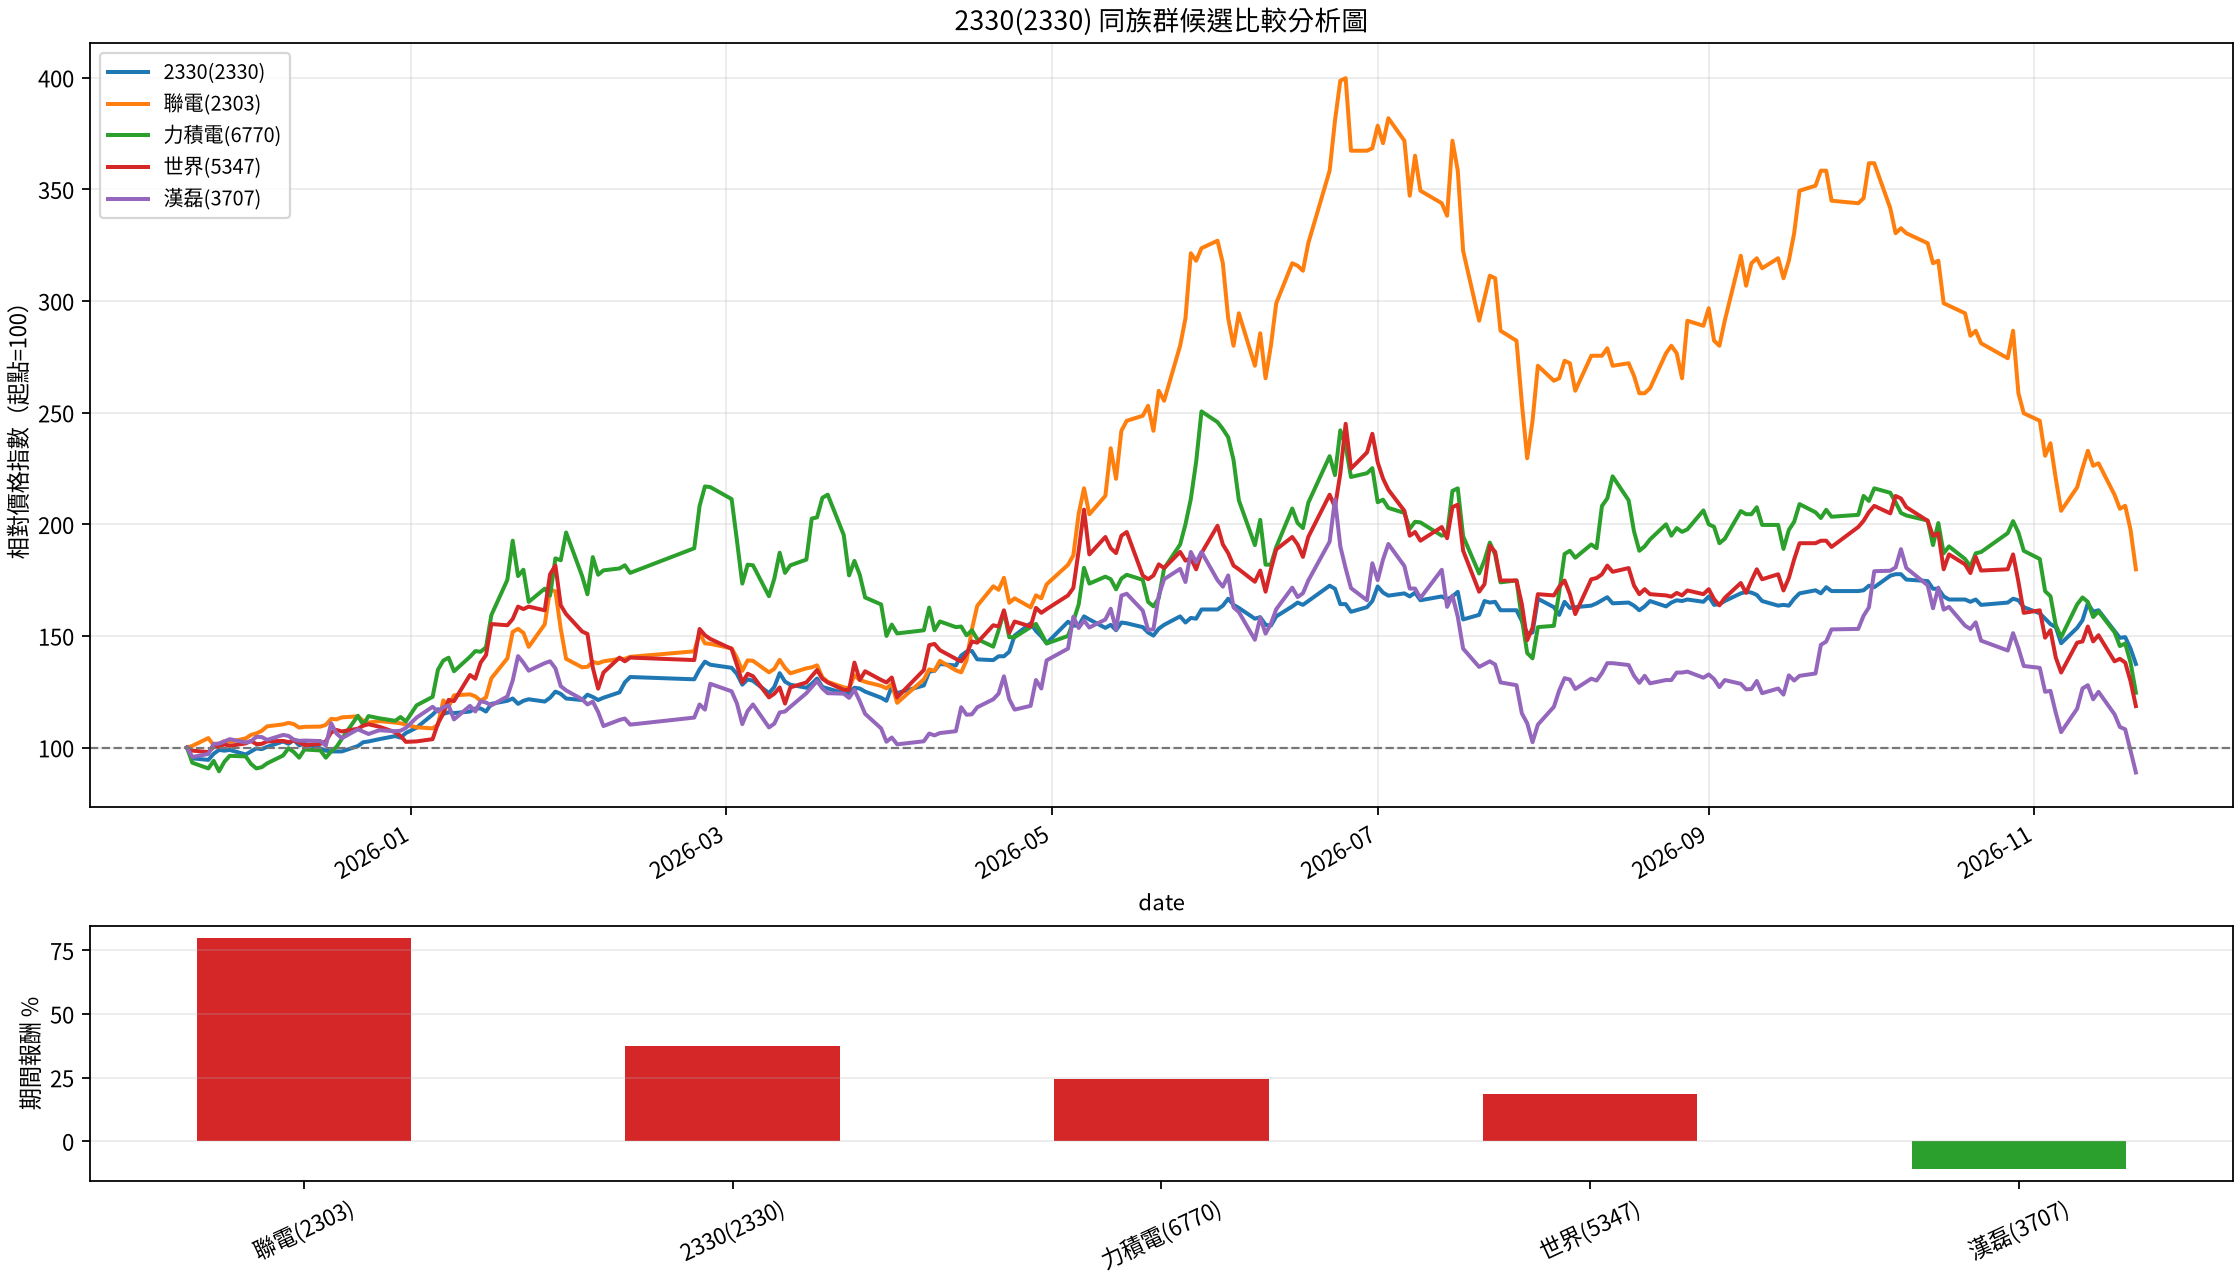 2330(2330) 同族群候選比較分析圖
2330(2330)
聯電(2303)
力積電(6770)
世界(5347)
漢磊(3707)
相對價格指數（起點=100）
400
350
300
250
200
150
100
2026-01
2026-03
2026-05
2026-07
2026-09
2026-11
date
期間報酬 %
75
50
25
0
聯電(2303)
2330(2330)
力積電(6770)
世界(5347)
漢磊(3707)